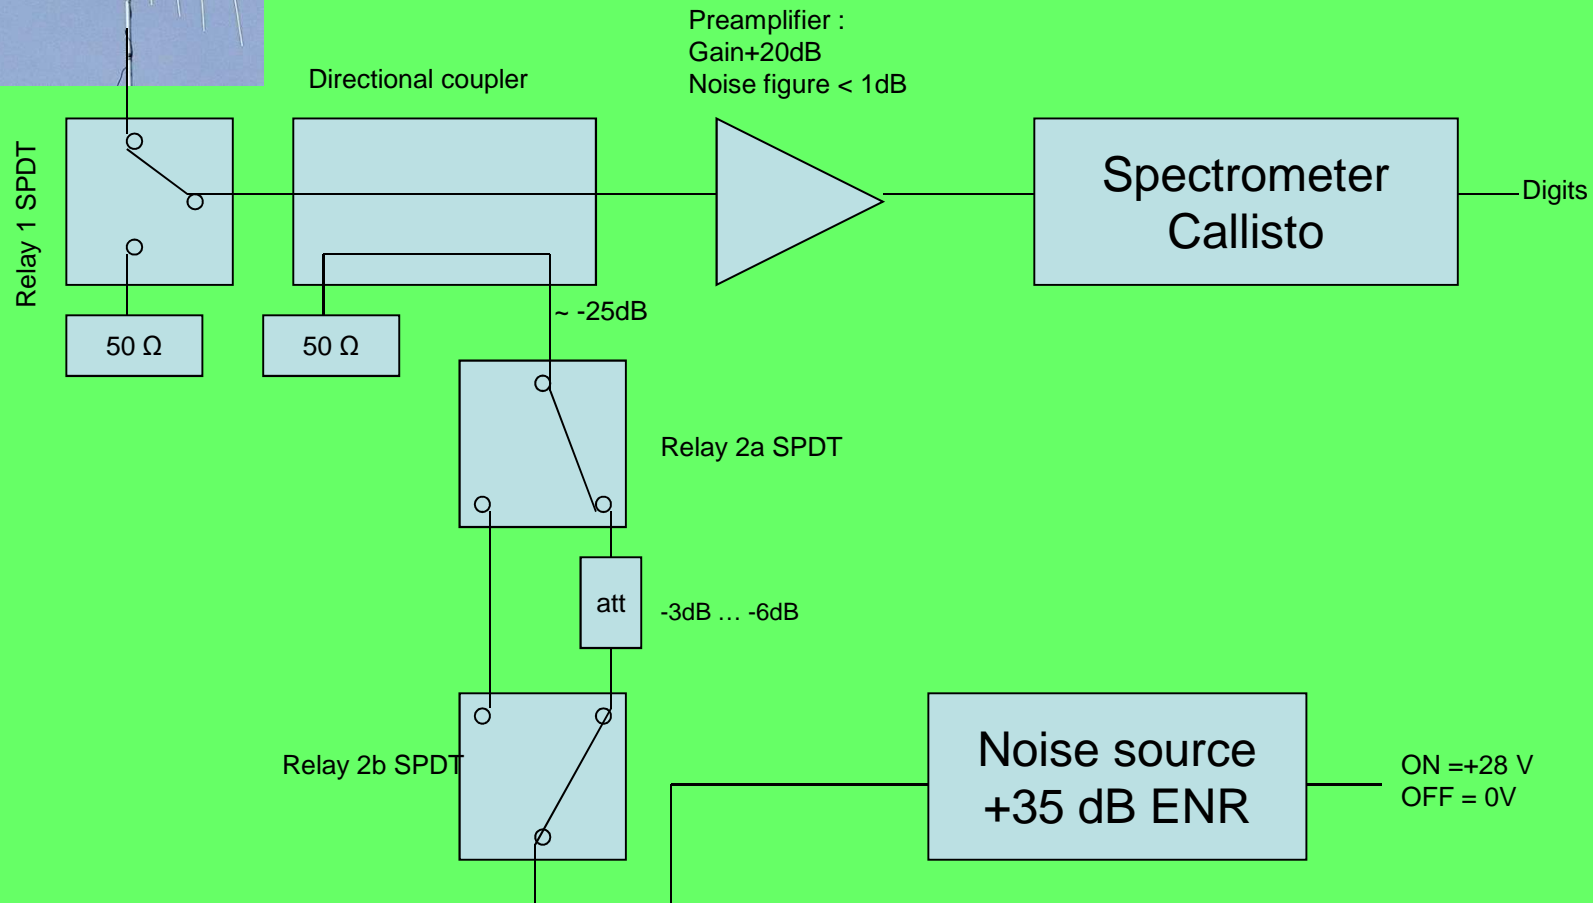 Preamplifier :
Gain+20dB
Noise figure < 1dB
Directional coupler
Relay 1 SPDT
Spectrometer
Callisto
Digits
50 Ω
50 Ω
~ -25dB
Relay 2a SPDT
att
-3dB … -6dB
Relay 2b SPDT
Noise source
+35 dB ENR
ON =+28 V
OFF = 0V